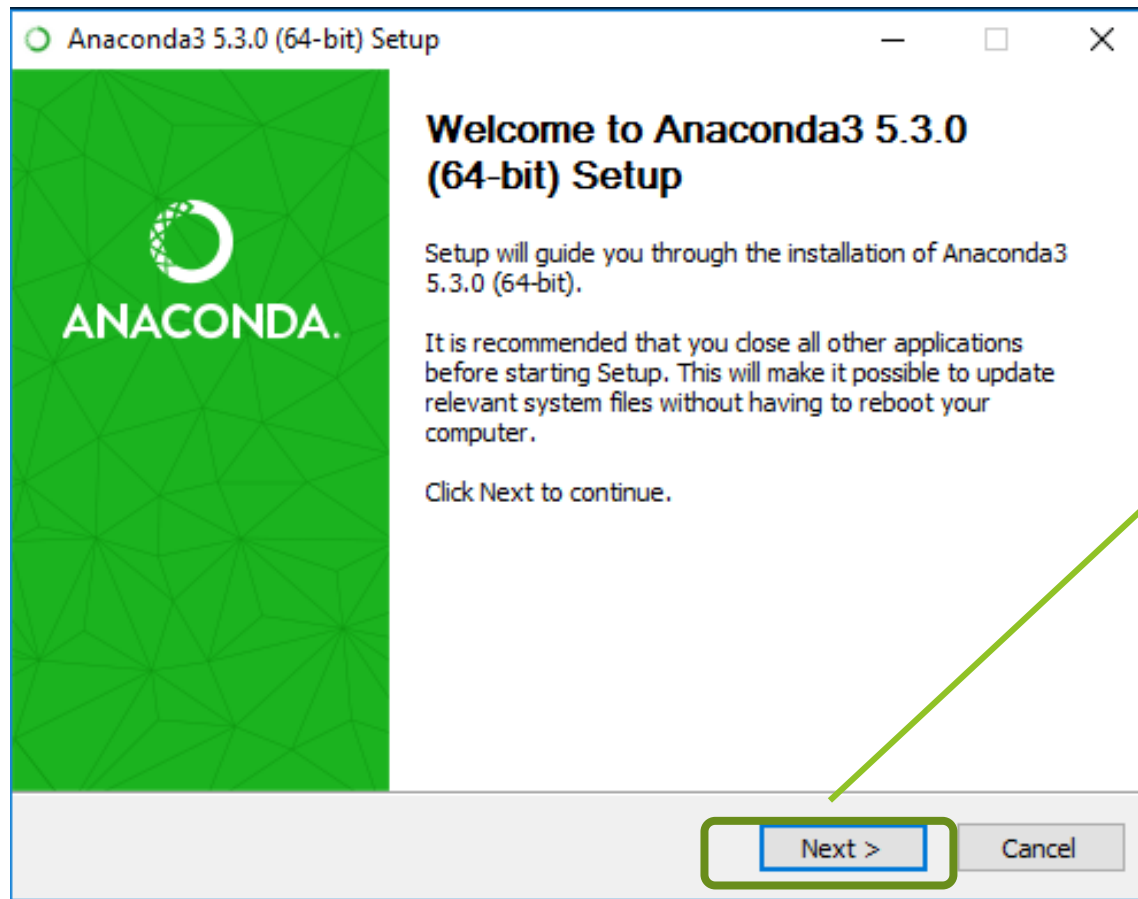 Anaconda3 5.3.0 (64-bit) Setup
Welcome to Anaconda3 5.3.0
(64-bit) Setup
ANACONDA.
Setup will guide you through the installation of Anaconda3
5.3.0 (64-bit).
It is recommended that you close all other applications
before starting Setup. This will make it possible to update
relevant system files without having to reboot your
computer.
Click Next to continue.
Next >
Cancel